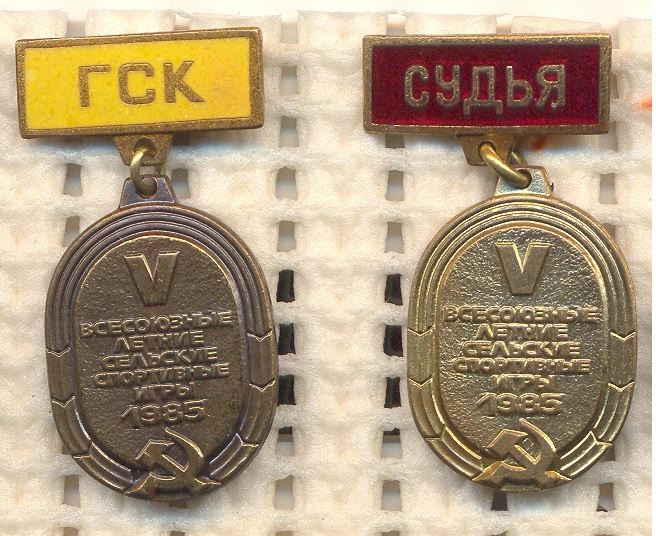 ГСК
V
ВСЕСОЮЗНЫЕ
ЛЕТНИЕ
СЕЛЬСКИЕ
СПОРТИВНЫЕ
ИГРЫ
1985
СУДЬЯ
V
ВСЕСОЮЗНЫЕ
ЛЕТНИЕ
СЕЛЬСКИЕ
СПОРТИВНЫЕ
ИГРЫ
1985